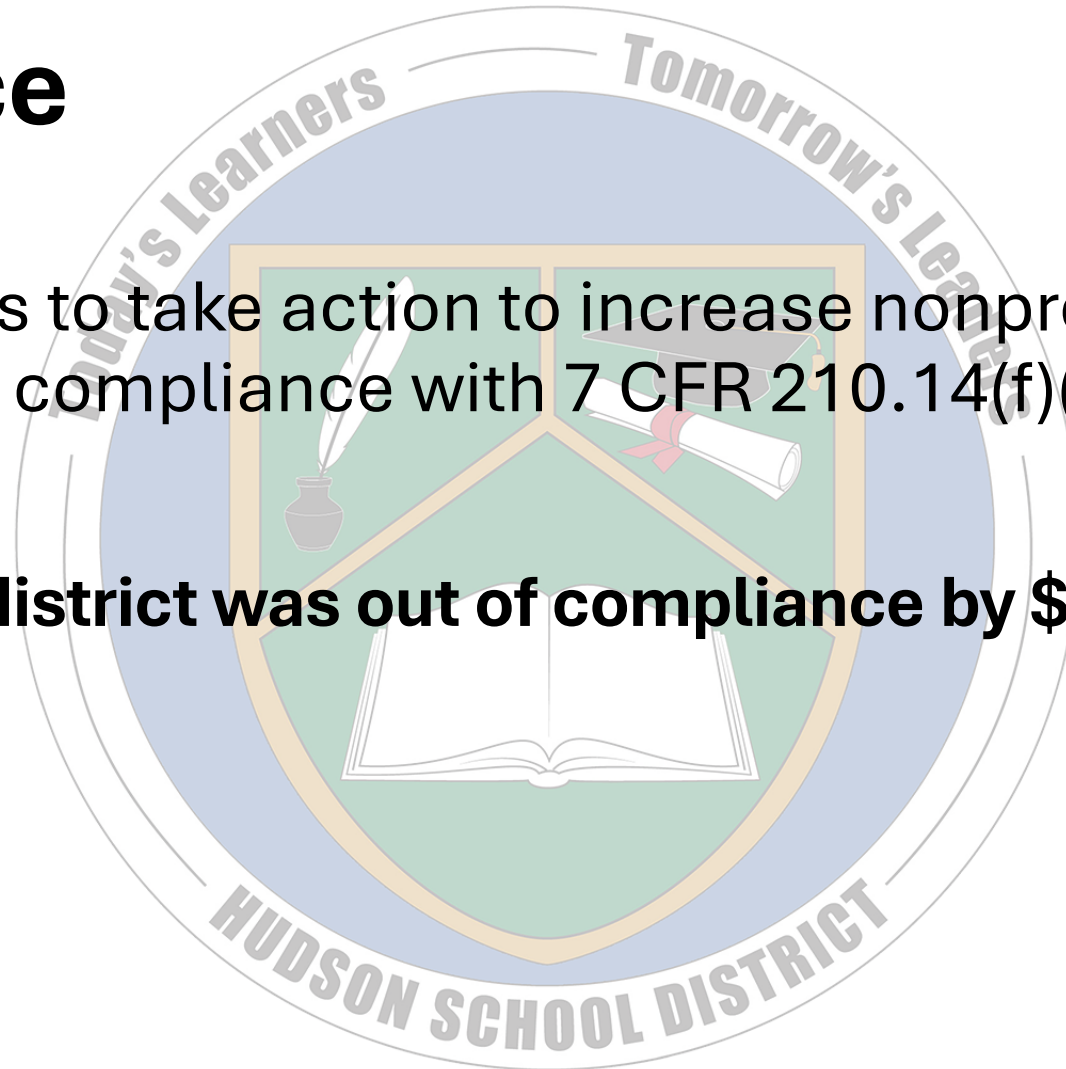 ce
s to take action to increase nonpr
compliance with 7 CFR 210.14(f)(
district was out of compliance by $
Today's Learners
Tomorrow's Leaders
HUDSON SCHOOL DISTRICT